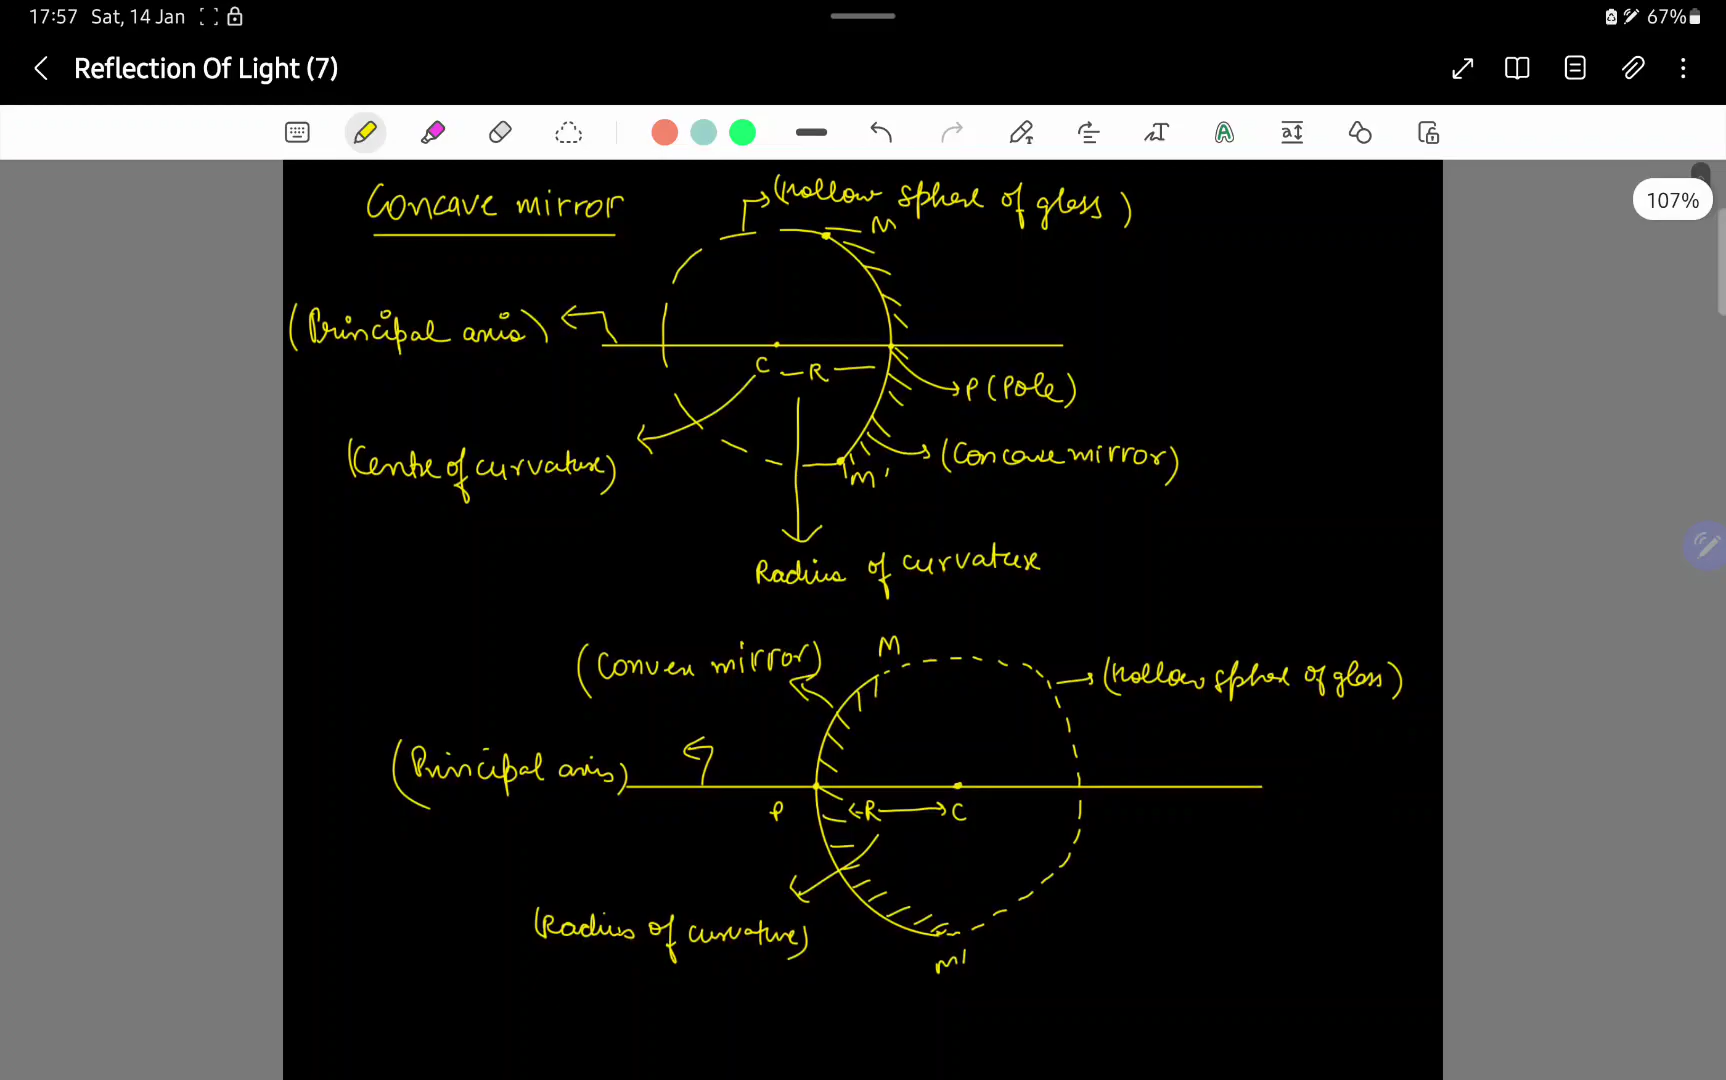 17:57 Sat, 14 Jan
67%
Reflection Of Light (7)
107%
Concave mirror
(Hollow sphere of glass)
M
(Principal axis)
C
R
P (Pole)
(Centre of curvature)
(Concave mirror)
M'
Radius of curvature
(Convex mirror)
M
(Hollow sphere of glass)
(Principal axis)
P
R
C
(Radius of curvature)
M'